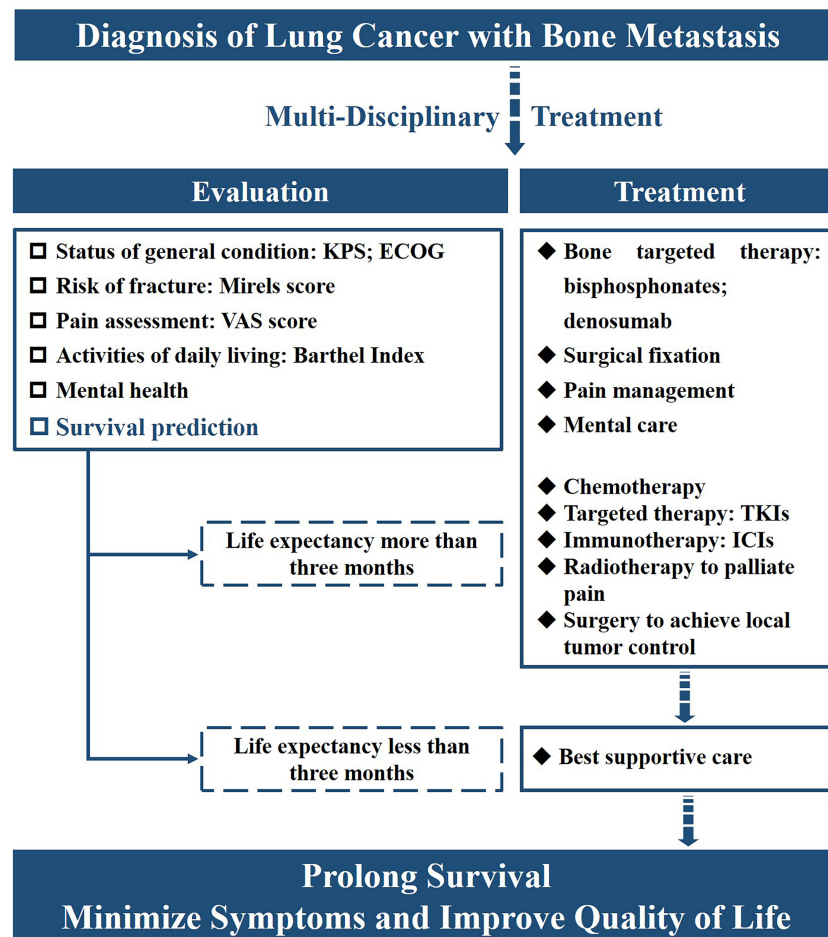 Diagnosis of Lung Cancer with Bone Metastasis
Multi-Disciplinary Treatment
Evaluation
Status of general condition: KPS; ECOG
Risk of fracture: Mirels score
Pain assessment: VAS score
Activities of daily living: Barthel Index
Mental health
Survival prediction
Life expectancy more than
three months
Life expectancy less than
three months
Treatment
Bone targeted therapy:
bisphosphonates;
denosumab
Surgical fixation
Pain management
Mental care
Chemotherapy
Targeted therapy: TKIs
Immunotherapy: ICIs
Radiotherapy to palliate
pain
Surgery to achieve local
tumor control
Best supportive care
Prolong Survival
Minimize Symptoms and Improve Quality of Life